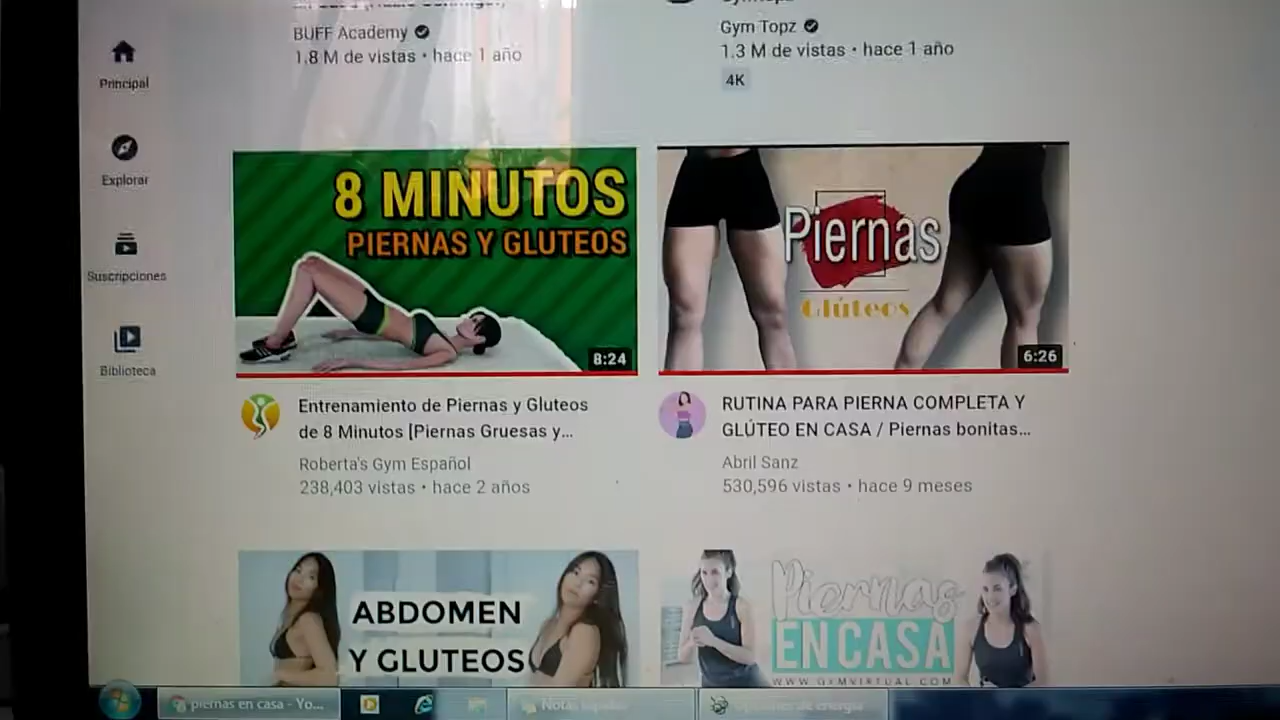 BUFF Academy
1.8 M de vistas • hace 1 año
Gym Topz
1.3 M de vistas • hace 1 año
4K
Principal
Explorar
Suscripciones
Biblioteca
8 MINUTOS
PIERNAS Y GLUTEOS
8:24
Piernas
Glúteos
6:26
Entrenamiento de Piernas y Gluteos
de 8 Minutos [Piernas Gruesas y...
Roberta's Gym Español
238,403 vistas • hace 2 años
RUTINA PARA PIERNA COMPLETA Y
GLÚTEO EN CASA / Piernas bonitas...
Abril Sanz
530,596 vistas • hace 9 meses
ABDOMEN
Y GLUTEOS
Piernas
EN CASA
WWW.GYMVIRTUAL.COM
piernas en casa - Yo...